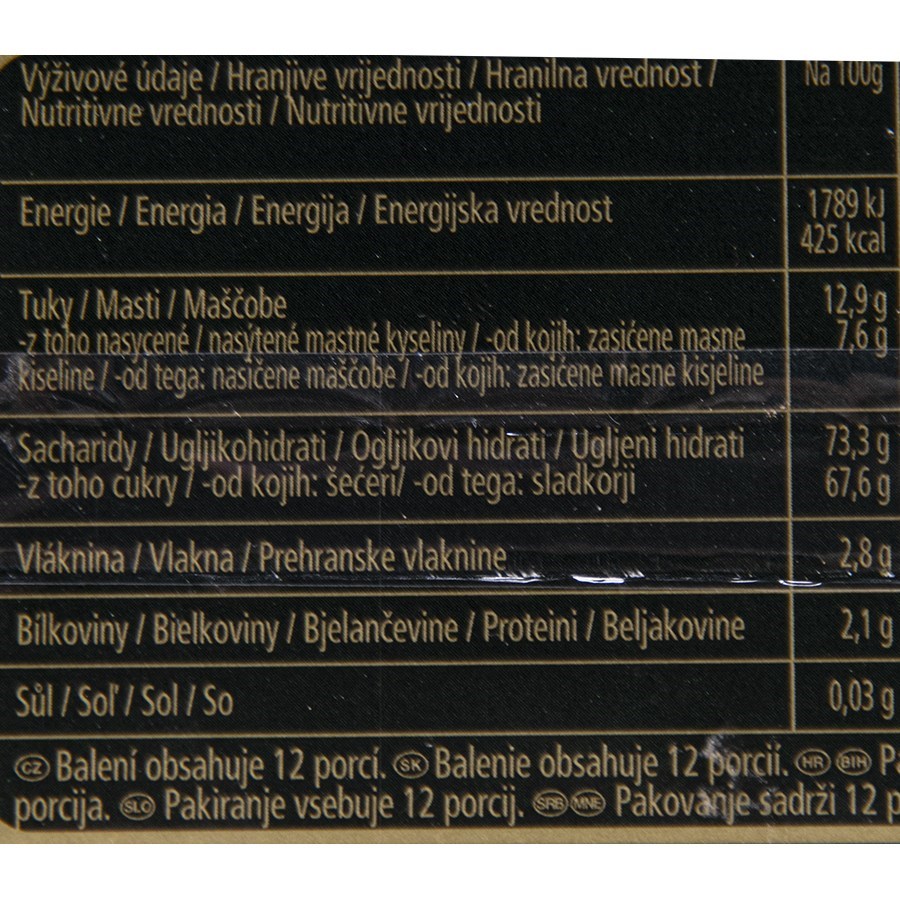 Výživové údaje / Hranjive vrijednosti / Hranilna vrednost / Na 100g
Nutritivne vrednosti / Nutritivne vrijednosti
Energie / Energia / Energija / Energijska vrednost 1789 kJ
425 kcal
Tuky / Masti / Maščobe 12,9 g
-z toho nasycené / nasýtené mastné kyseliny / -od kojih: zasićene masne 7,6 g
kiseline / -od tega: nasičene maščobe / -od kojih: zasićene masne kisjeline
Sacharidy / Ugljikohidrati / Ogljikovi hidrati / Ugljeni hidrati 73,3 g
-z toho cukry / -od kojih: šećeri/ -od tega: sladkorji 67,6 g
Vláknina / Vlakna / Prehranske vlaknine 2,8 g
Bílkoviny / Bielkoviny / Bjelančevine / Proteini / Beljakovine 2,1 g
Sůl / Soľ / Sol / So 0,03 g
CZ Balení obsahuje 12 porcí. SK Balenie obsahuje 12 porcií. HR BIH
porcija. SLO Pakiranje vsebuje 12 porcij. SRB MNE Pakovanje sadrži 12